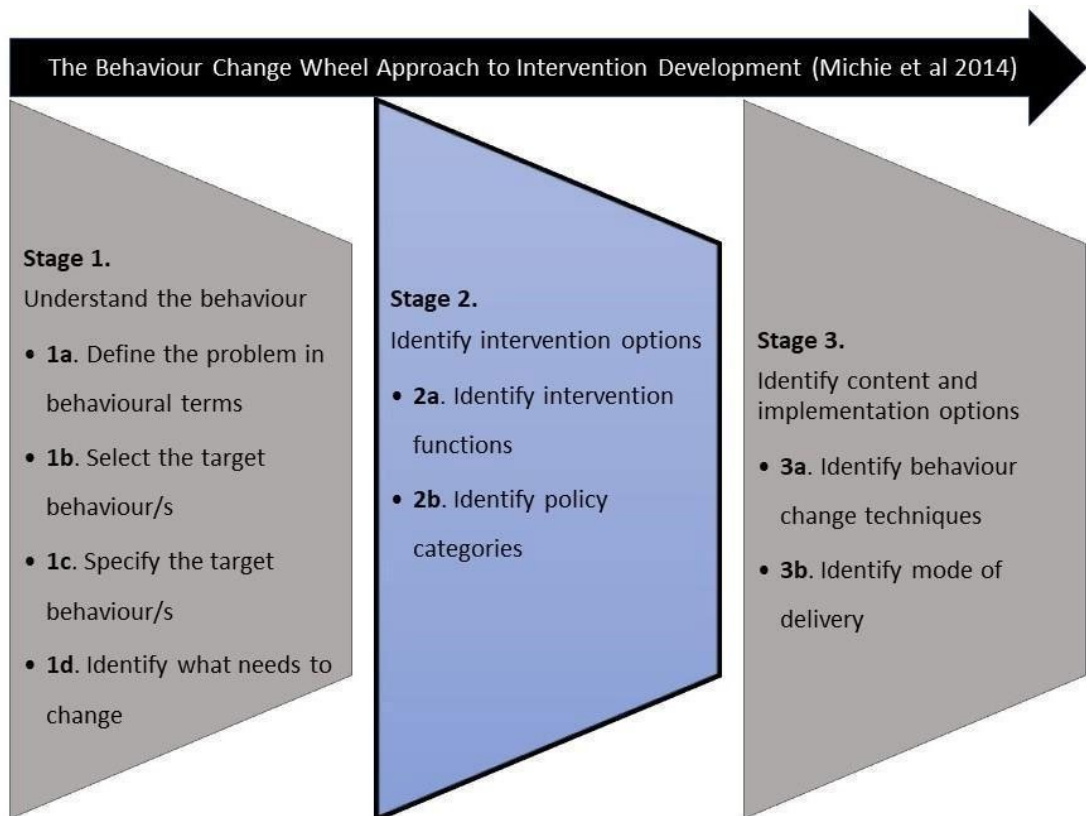 The Behaviour Change Wheel Approach to Intervention Development (Michie et al 2014)
Stage 1.
Understand the behaviour
• 1a. Define the problem in
behavioural terms
• 1b. Select the target
behaviour/s
• 1c. Specify the target
behaviour/s
• 1d. Identify what needs to
change
Stage 2.
Identify intervention options
• 2a. Identify intervention
functions
• 2b. Identify policy
categories
Stage 3.
Identify content and
implementation options
• 3a. Identify behaviour
change techniques
• 3b. Identify mode of
delivery